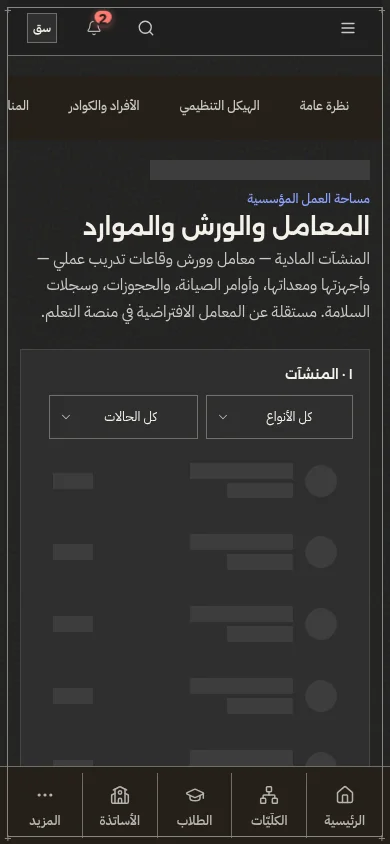 سق
2
نظرة عامة
الهيكل التنظيمي
الأفراد والكوادر
المنا
مساحة العمل المؤسسية
المعامل والورش والموارد
المنشآت المادية — معامل وورش وقاعات تدريب عملي —
وأجهزتها ومعداتها، وأوامر الصيانة، والحجوزات، وسجلات
السلامة. مستقلة عن المعامل الافتراضية في منصة التعلم.
٠١ المنشآت
كل الأنواع
كل الحالات
الرئيسية
الكليّات
الطلاب
الأساتذة
المزيد